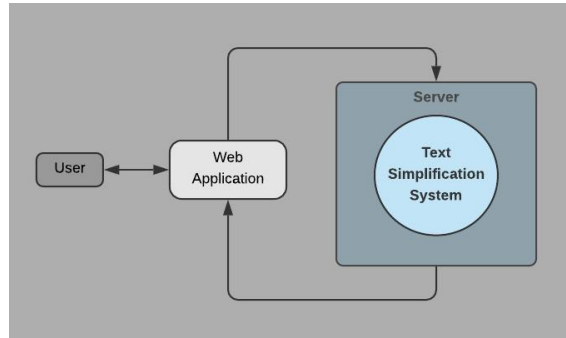 User
Web
Application
Server
Text
Simplification
System